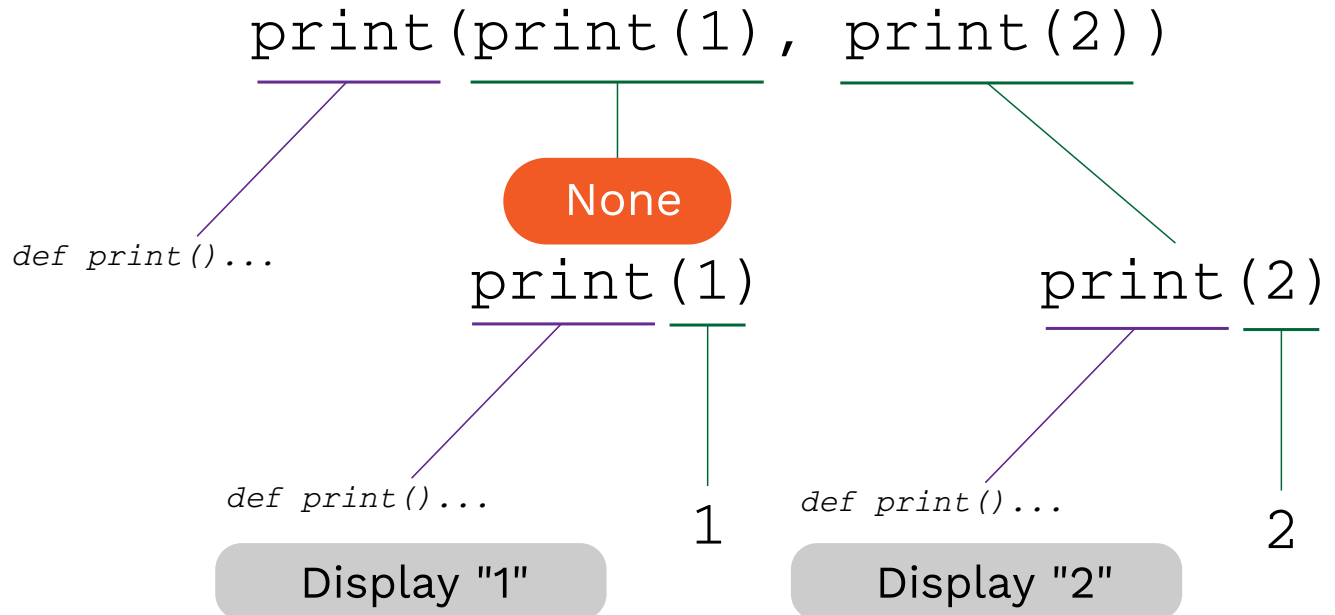 print(print(1), print(2))
None
def print()...
print(1)
print(2)
def print()...
1
def print()...
2
Display "1"
Display "2"